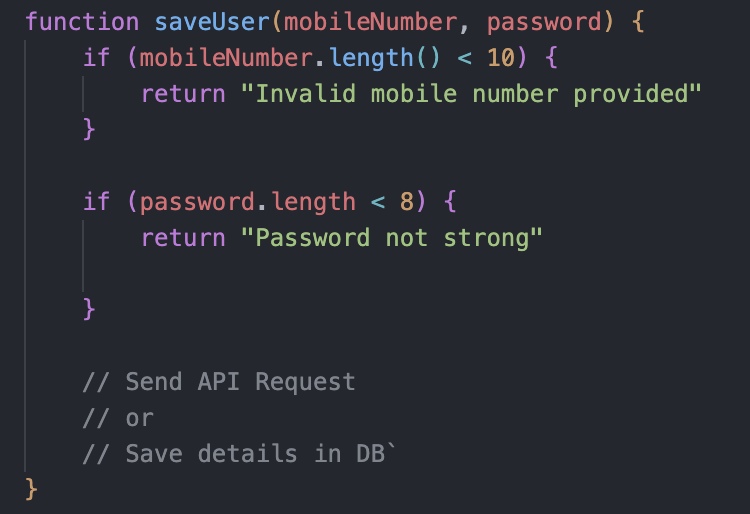 function saveUser(mobileNumber, password) {
    if (mobileNumber.length() < 10) {
        return "Invalid mobile number provided"
    }

    if (password.length < 8) {
        return "Password not strong"

    }

    // Send API Request
    // or
    // Save details in DB`
}